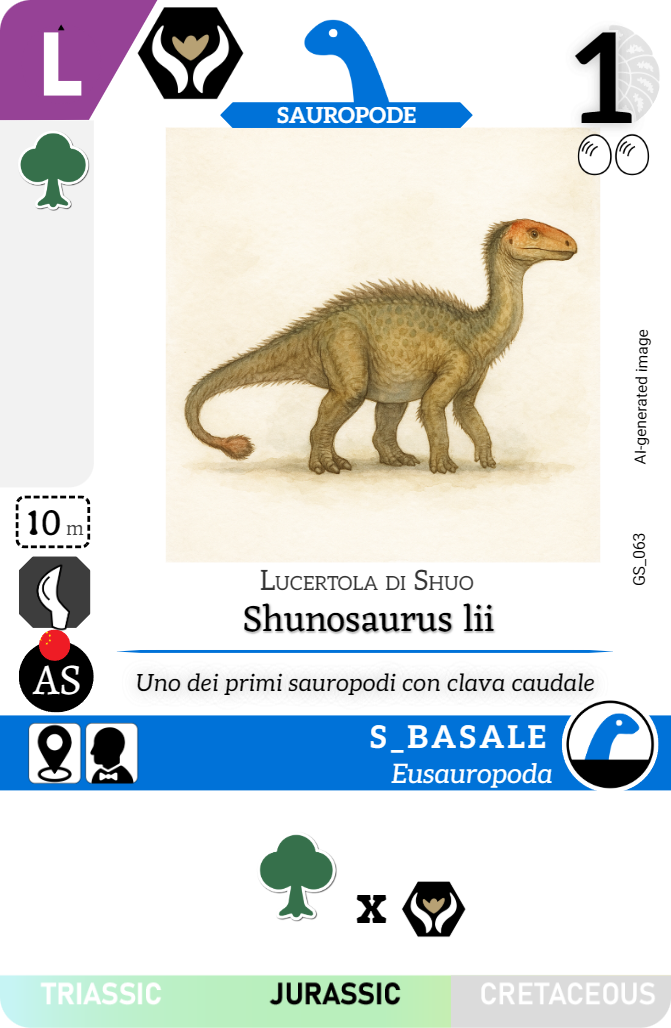 L
SAUROPODE
1
AI-generated image
GS_063
10 m
AS
Lucertola di Shuo
Shunosaurus lii
Uno dei primi sauropodi con clava caudale
S_BASALE
Eusauropoda
x
TRIASSIC JURASSIC CRETACEOUS